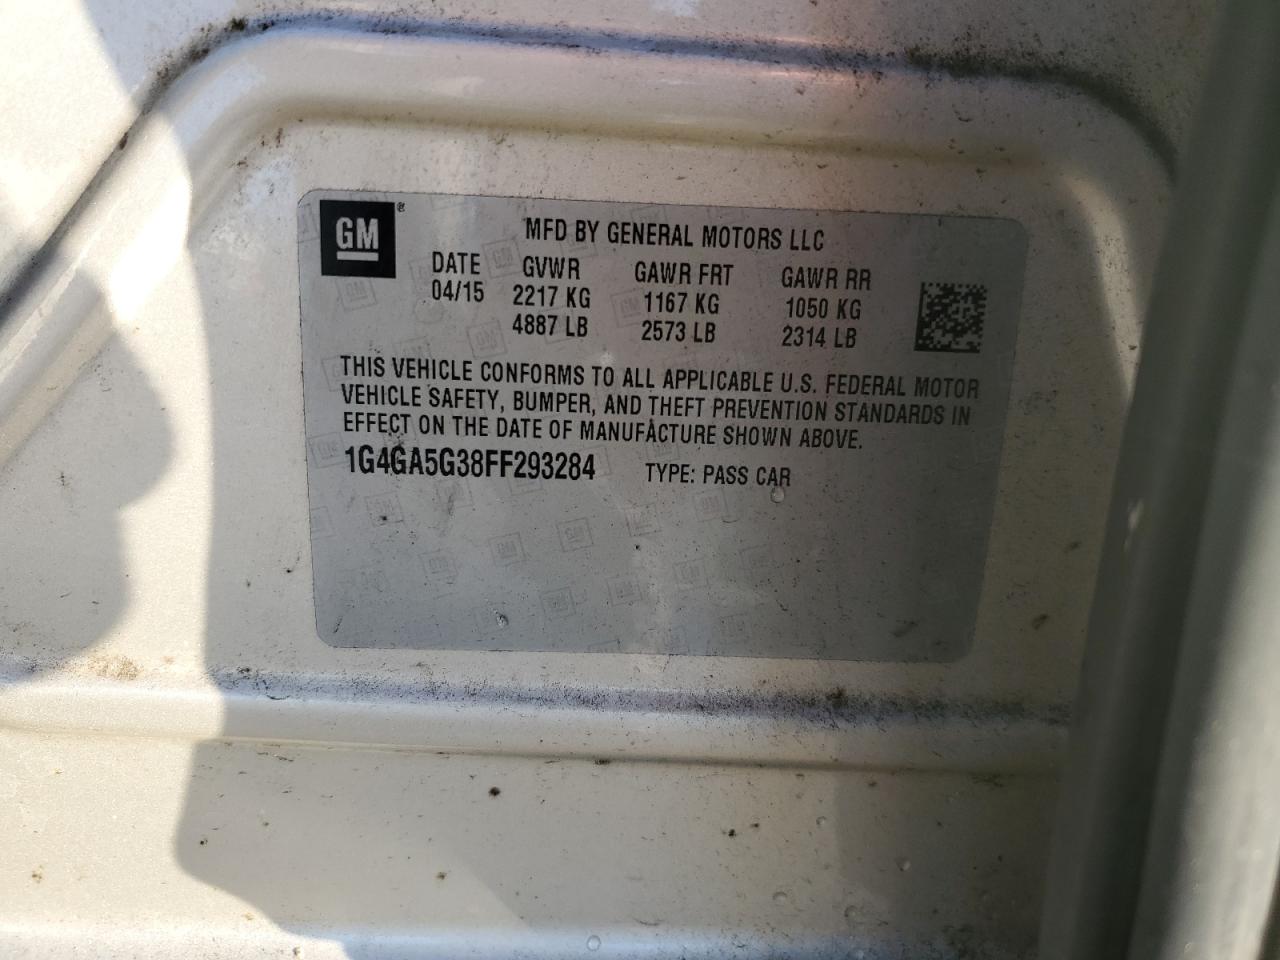 GM®
MFD BY GENERAL MOTORS LLC
DATE GVWR GAWR FRT GAWR RR
04/15 2217 KG 1167 KG 1050 KG
4887 LB 2573 LB 2314 LB
THIS VEHICLE CONFORMS TO ALL APPLICABLE U.S. FEDERAL MOTOR
VEHICLE SAFETY, BUMPER, AND THEFT PREVENTION STANDARDS IN
EFFECT ON THE DATE OF MANUFACTURE SHOWN ABOVE.
1G4GA5G38FF293284 TYPE: PASS CAR